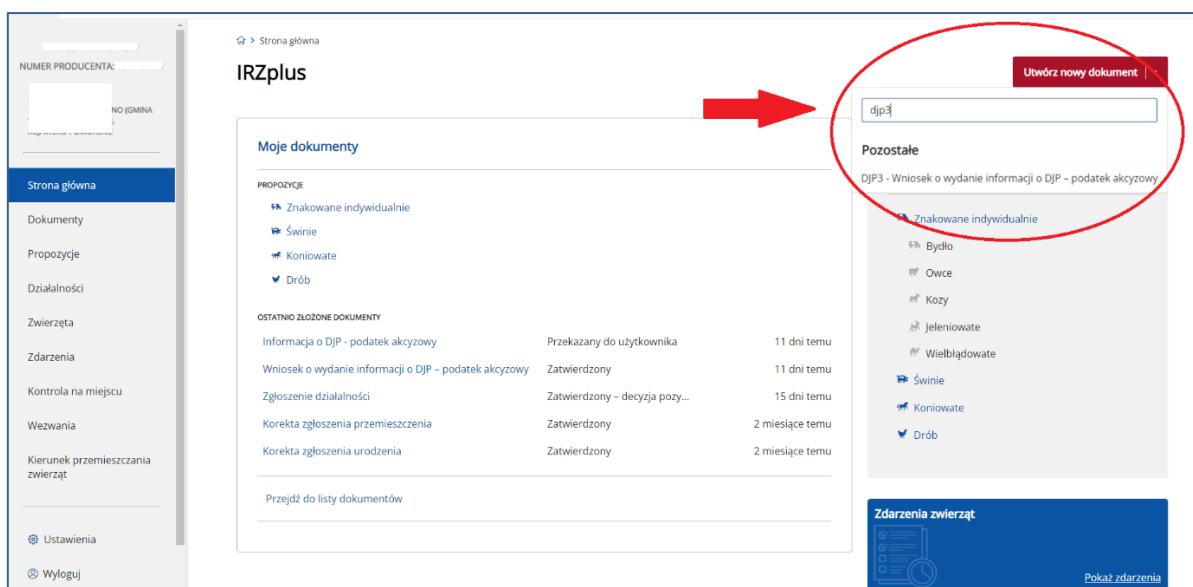 NUMER PRODUCENTA:
NO (GMINA
Strona główna
Dokumenty
Propozycje
Działalności
Zwierzęta
Zdarzenia
Kontrola na miejscu
Wezwania
Kierunek przemieszczania
zwierząt
Ustawienia
Wyloguj
> Strona główna
IRZplus
Moje dokumenty
PROPOZYCJE
Znakowane indywidualnie
Świnie
Koniowate
Drób
OSTATNIO ZŁOŻONE DOKUMENTY
Informacja o DJP - podatek akcyzowy Przekazany do użytkownika 11 dni temu
Wniosek o wydanie informacji o DJP – podatek akcyzowy Zatwierdzony 11 dni temu
Zgłoszenie działalności Zatwierdzony – decyzja pozy... 15 dni temu
Korekta zgłoszenia przemieszczenia Zatwierdzony 2 miesiące temu
Korekta zgłoszenia urodzenia Zatwierdzony 2 miesiące temu
Przejdź do listy dokumentów
Utwórz nowy dokument
djp3
Pozostałe
DJP3 - Wniosek o wydanie informacji o DJP – podatek akcyzowy
Znakowane indywidualnie
Bydło
Owce
Kozy
Jeleniowate
Wielbłądowate
Świnie
Koniowate
Drób
Zdarzenia zwierząt
Pokaż zdarzenia